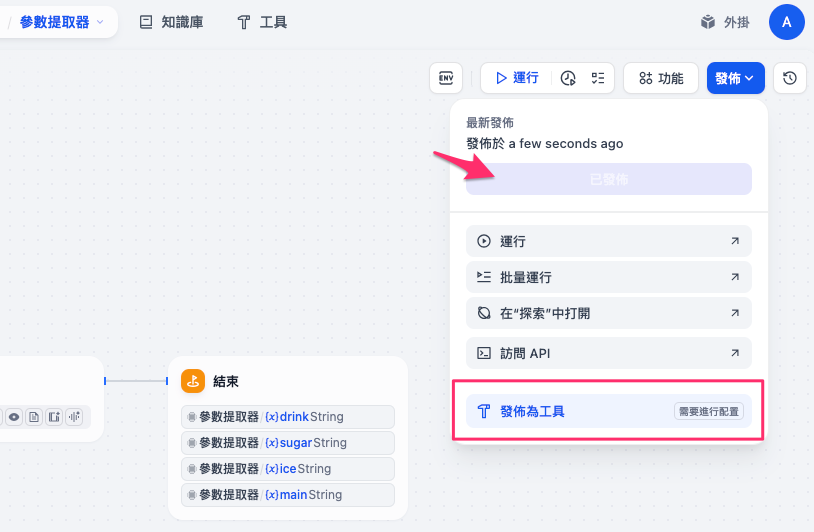 / 參數提取器
知識庫
工具
外掛
A
ENV
運行
功能
發佈
最新發佈
發佈於 a few seconds ago
已發佈
運行
批量運行
在“探索”中打開
訪問 API
發佈為工具
需要進行配置
結束
參數提取器/{x}drink String
參數提取器/{x}sugar String
參數提取器/{x}ice String
參數提取器/{x}main String